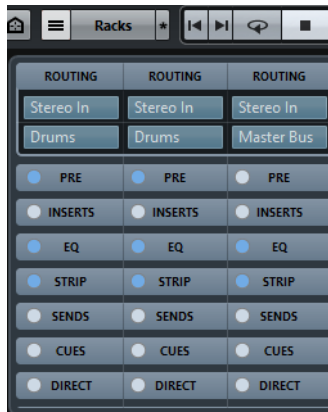 Racks *
ROUTING ROUTING ROUTING
Stereo In Stereo In Stereo In
Drums Drums Master Bus
PRE PRE PRE
INSERTS INSERTS INSERTS
EQ EQ EQ
STRIP STRIP STRIP
SENDS SENDS SENDS
CUES CUES CUES
DIRECT DIRECT DIRECT